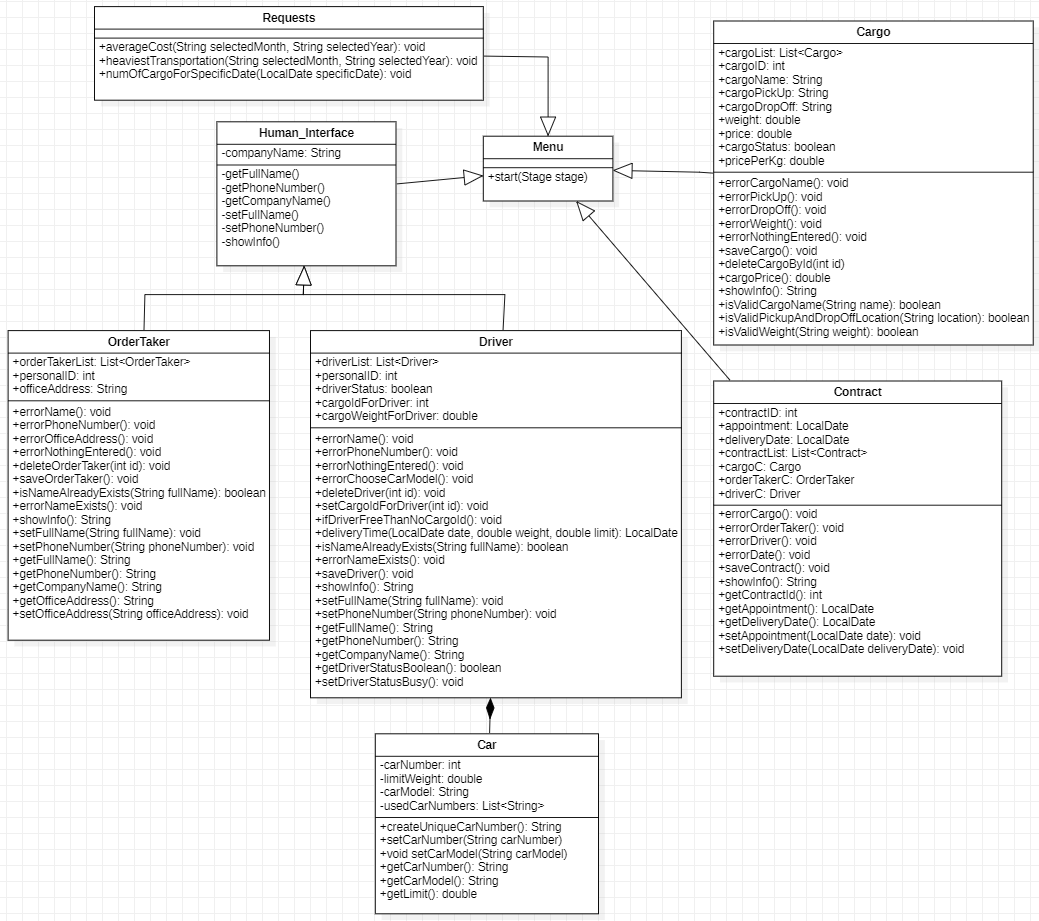 Requests
+averageCost(String selectedMonth, String selectedYear): void
+heaviestTransportation(String selectedMonth, String selectedYear): void
+numOfCargoForSpecificDate(LocalDate specificDate): void
Cargo
+cargoList: List<Cargo>
+cargoID: int
+cargoName: String
+cargoPickUp: String
+cargoDropOff: String
+weight: double
+price: double
+cargoStatus: boolean
+pricePerKg: double
+errorCargoName(): void
+errorPickUp(): void
+errorDropOff(): void
+errorWeight(): void
+errorNothingEntered(): void
+saveCargo(): void
+deleteCargoById(int id)
+cargoPrice(): double
+showInfo(): String
+isValidCargoName(String name): boolean
+isValidPickupAndDropOffLocation(String location): boolean
+isValidWeight(String weight): boolean
Human_Interface
-companyName: String
-getFullName()
-getPhoneNumber()
-getCompanyName()
-setFullName()
-setPhoneNumber()
-showInfo()
Menu
+start(Stage stage)
OrderTaker
+orderTakerList: List<OrderTaker>
+personalID: int
+officeAddress: String
+errorName(): void
+errorPhoneNumber(): void
+errorOfficeAddress(): void
+errorNothingEntered(): void
+deleteOrderTaker(int id): void
+saveOrderTaker(): void
+isNameAlreadyExists(String fullName): boolean
+errorNameExists(): void
+showInfo(): String
+setFullName(String fullName): void
+setPhoneNumber(String phoneNumber): void
+getFullName(): String
+getPhoneNumber(): String
+getCompanyName(): String
+getOfficeAddress(): String
+setOfficeAddress(String officeAddress): void
Driver
+driverList: List<Driver>
+personalID: int
+driverStatus: boolean
+cargoIdForDriver: int
+cargoWeightForDriver: double
+errorName(): void
+errorPhoneNumber(): void
+errorNothingEntered(): void
+errorChooseCarModel(): void
+deleteDriver(int id): void
+setCargoIdForDriver(int id): void
+ifDriverFreeThanNoCargoId(): void
+deliveryTime(LocalDate date, double weight, double limit): LocalDate
+isNameAlreadyExists(String fullName): boolean
+errorNameExists(): void
+saveDriver(): void
+showInfo(): String
+setFullName(String fullName): void
+setPhoneNumber(String phoneNumber): void
+getFullName(): String
+getPhoneNumber(): String
+getCompanyName(): String
+getDriverStatusBoolean(): boolean
+setDriverStatusBusy(): void
Contract
+contractID: int
+appointment: LocalDate
+deliveryDate: LocalDate
+contractList: List<Contract>
+cargoC: Cargo
+orderTakerC: OrderTaker
+driverC: Driver
+errorCargo(): void
+errorOrderTaker(): void
+errorDriver(): void
+errorDate(): void
+saveContract(): void
+showInfo(): String
+getContractId(): int
+getAppointment(): LocalDate
+getDeliveryDate(): LocalDate
+setAppointment(LocalDate date): void
+setDeliveryDate(LocalDate deliveryDate): void
Car
-carNumber: int
-limitWeight: double
-carModel: String
-usedCarNumbers: List<String>
+createUniqueCarNumber(): String
+setCarNumber(String carNumber)
+void setCarModel(String carModel)
+getCarNumber(): String
+getCarModel(): String
+getLimit(): double